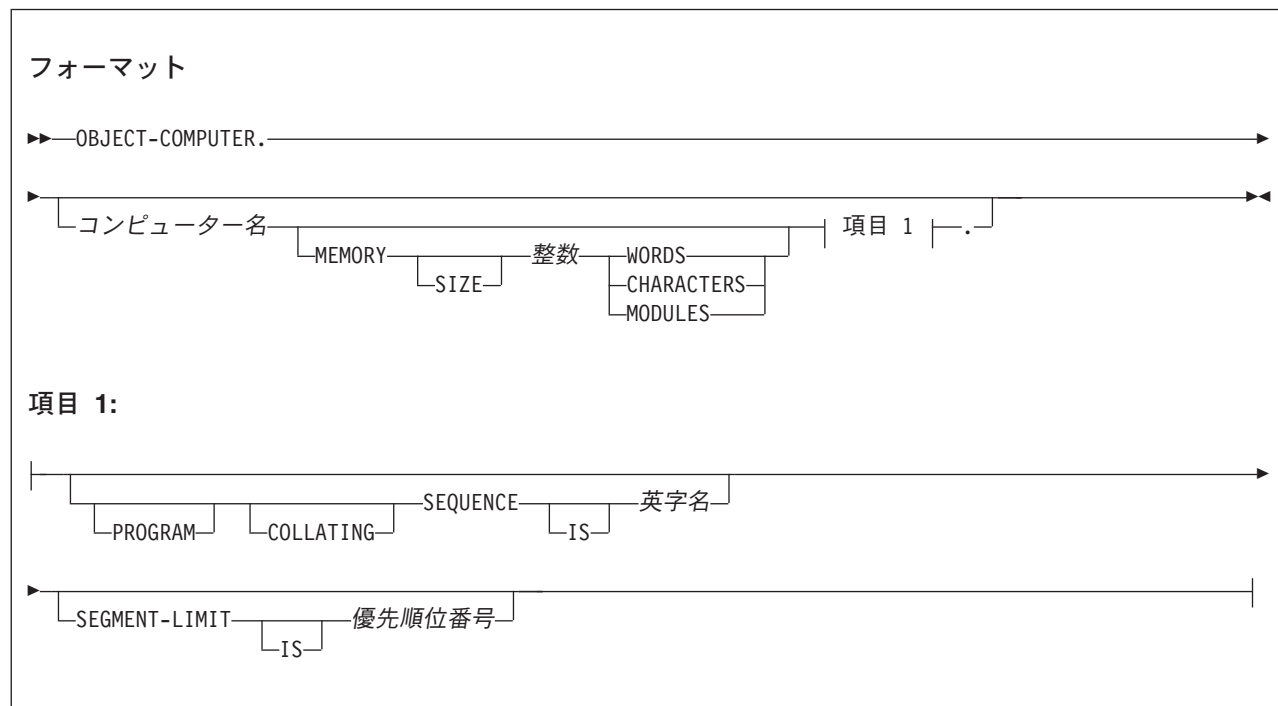 フォーマット
OBJECT-COMPUTER.
コンピューター名 MEMORY SIZE 整数 WORDS CHARACTERS MODULES 項目 1 .
項目 1:
PROGRAM COLLATING SEQUENCE IS 英字名
SEGMENT-LIMIT IS 優先順位番号